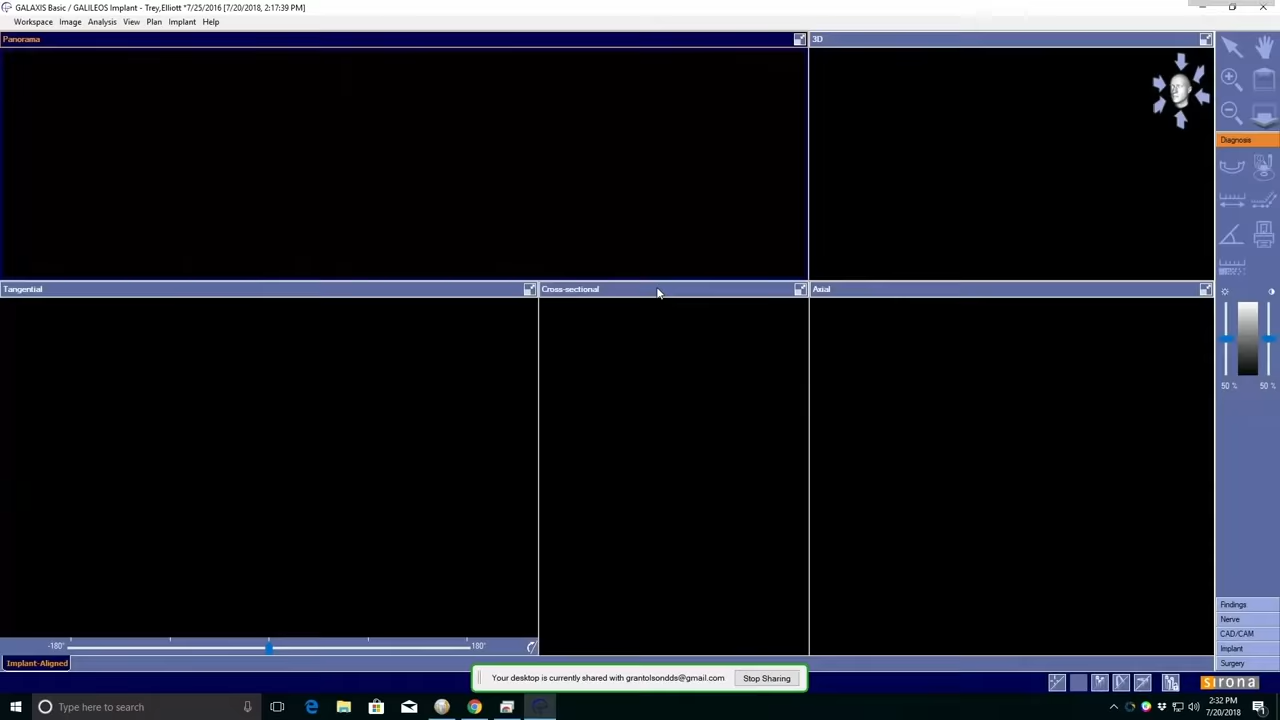 GALAXIS Basic / GALILEOS Implant - Trey,Elliott *7/25/2016 [7/20/2018, 2:17:39 PM]
Workspace Image Analysis View Plan Implant Help
Panorama
3D
Diagnosis
Tangential
Cross-sectional
Axial
50 %
50 %
Findings
Nerve
CAD/CAM
Implant
Surgery
-180°
180°
Implant-Aligned
Your desktop is currently shared with grantolsondds@gmail.com
Stop Sharing
sirona
Type here to search
2:32 PM
7/20/2018
1